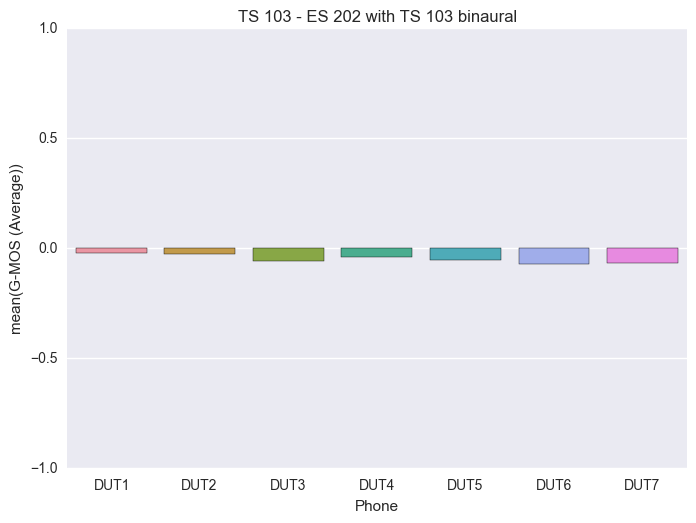 TS 103 - ES 202 with TS 103 binaural
mean(G-MOS (Average))
1.0
0.5
0.0
−0.5
−1.0
DUT1 DUT2 DUT3 DUT4 DUT5 DUT6 DUT7
Phone